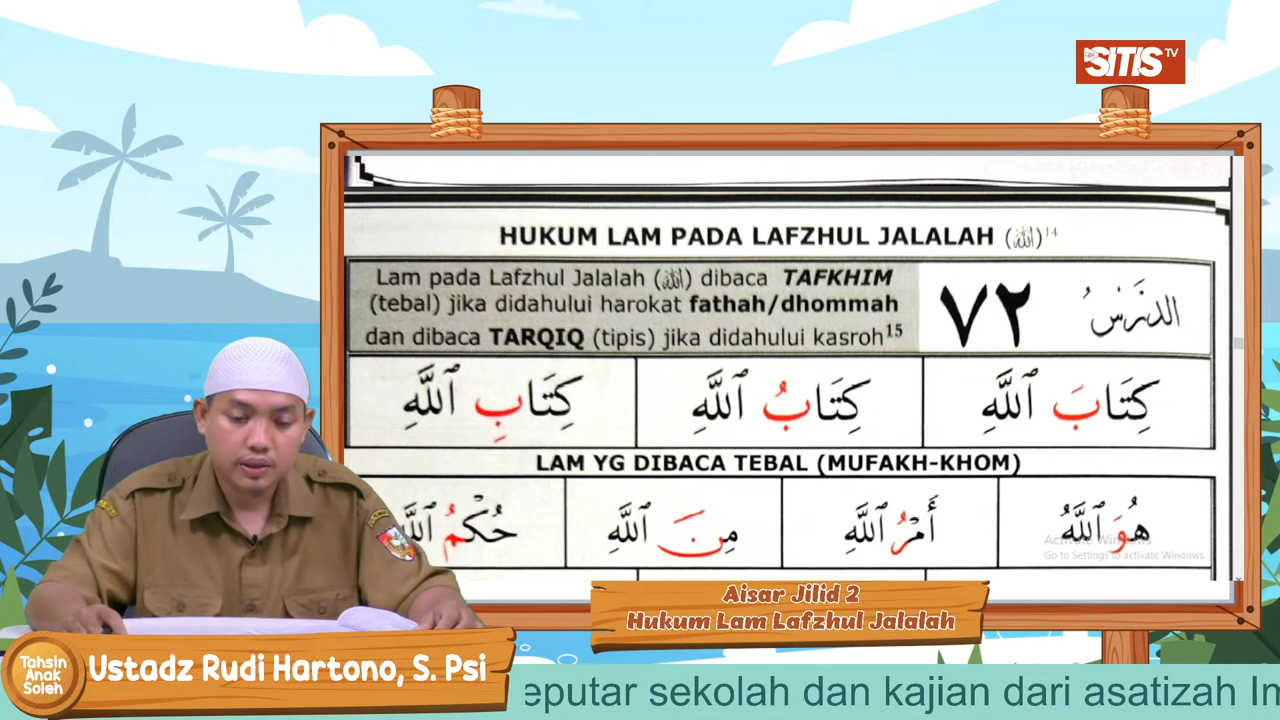 SITIS TV
HUKUM LAM PADA LAFZHUL JALALAH (الله)14
Lam pada Lafzhul Jalalah (الله) dibaca TAFKHIM
(tebal) jika didahului harokat fathah/dhommah
dan dibaca TARQIQ (tipis) jika didahului kasroh15
الدَّرْسُ ٧٢
كِتَابَ ٱللَّهِ كِتَابُ ٱللَّهِ كِتَابِ ٱللَّهِ
LAM YG DIBACA TEBAL (MUFAKH-KHOM)
هُوَ ٱللَّهُ أَمْرُ ٱللَّهِ مِنَ ٱللَّهِ حُكْمُ ٱللَّهِ
Activate Windows
Go to Settings to activate Windows.
Aisar Jilid 2
Hukum Lam Lafzhul Jalalah
Tahsin
Anak
Soleh
Ustadz Rudi Hartono, S. Psi
eputar sekolah dan kajian dari asatizah Im